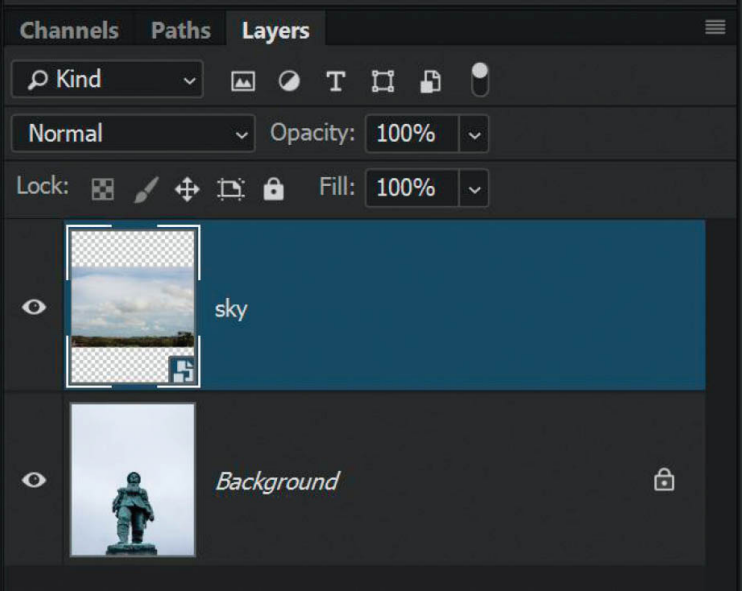 Channels Paths Layers
Kind
Normal Opacity: 100%
Lock: Fill: 100%
sky
Background